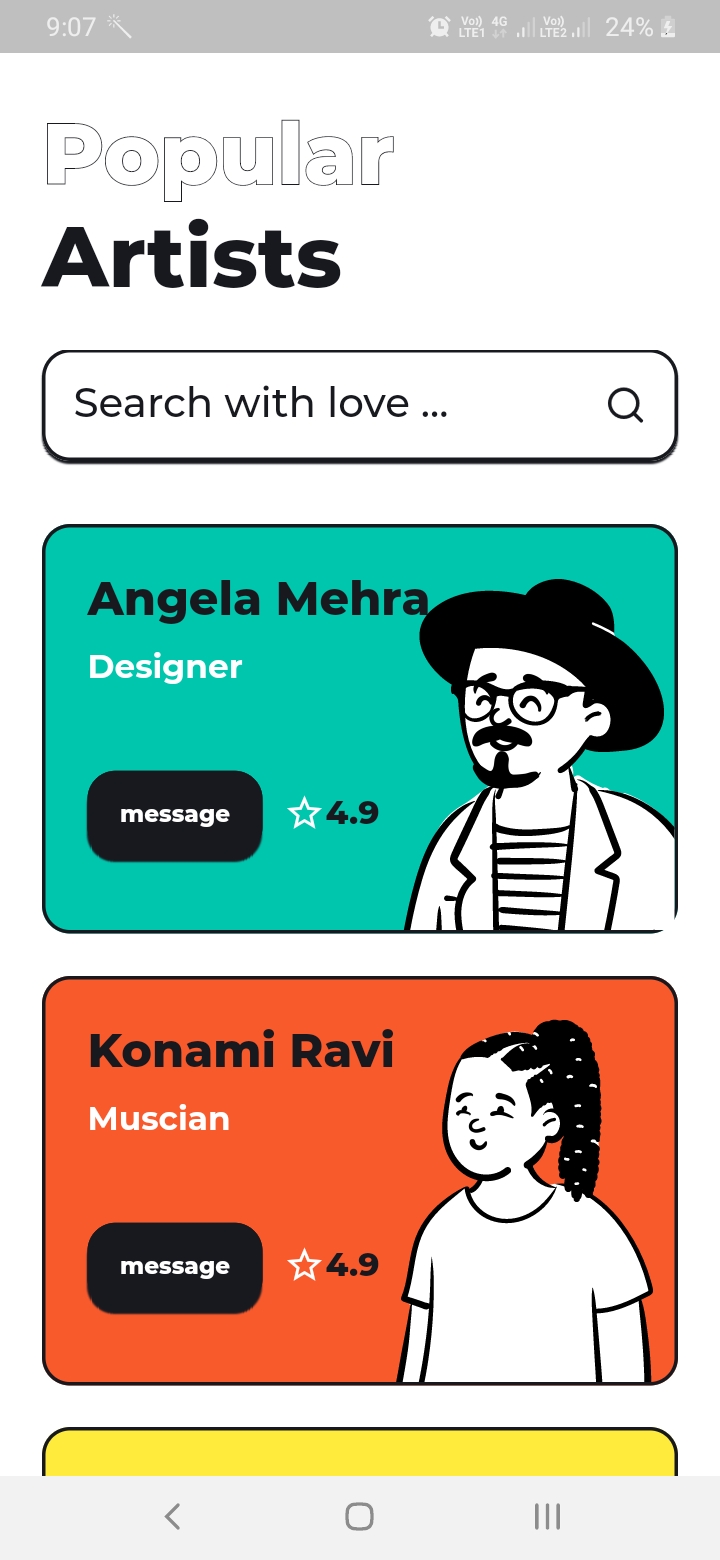 9:07 Vo) LTE1 4G Vo) LTE2 24%
Popular
Artists
Search with love ...
Angela Mehra
Designer
message 4.9
Konami Ravi
Muscian
message 4.9